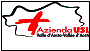 Azienda USL
Valle d'Aosta-Vallée d'Aoste